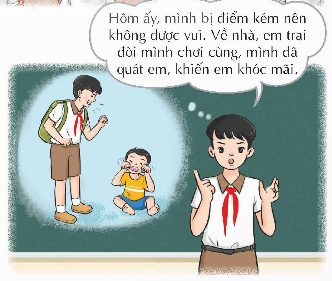 Hôm ấy, mình bị điểm kém nên
không được vui. Về nhà, em trai
đòi mình chơi cùng, mình đã
quát em, khiến em khóc mãi.